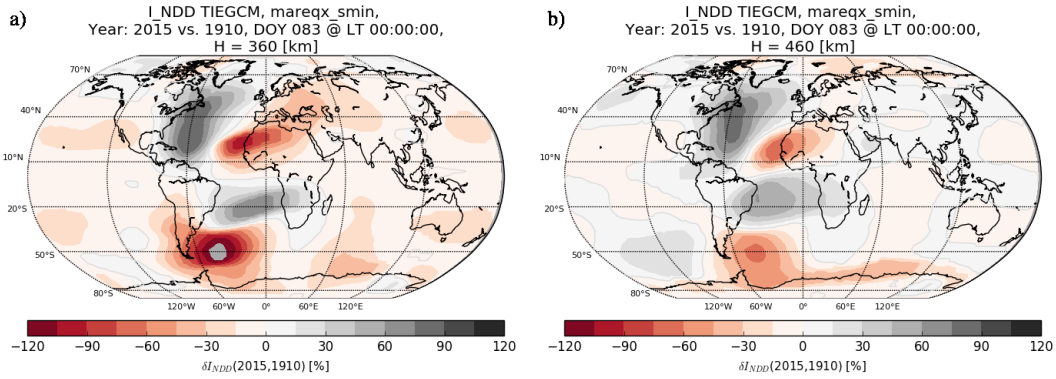 a)
I_NDD TIEGCM, mareqx_smin,
Year: 2015 vs. 1910, DOY 083 @ LT 00:00:00,
H = 360 [km]
70°N
40°N
10°N
20°S
50°S
80°S
120°W 60°W 0° 60°E 120°E
−120 −90 −60 −30 0 30 60 90 120
δI_NDD(2015,1910) [%]
b)
I_NDD TIEGCM, mareqx_smin,
Year: 2015 vs. 1910, DOY 083 @ LT 00:00:00,
H = 460 [km]
70°N
40°N
10°N
20°S
50°S
80°S
120°W 60°W 0° 60°E 120°E
−120 −90 −60 −30 0 30 60 90 120
δI_NDD(2015,1910) [%]